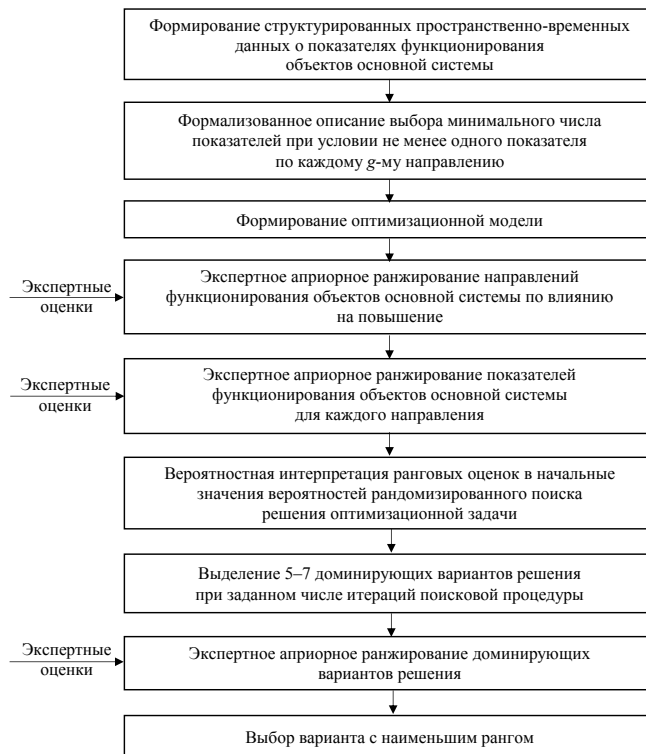 Формирование структурированных пространственно-временных
данных о показателях функционирования
объектов основной системы
Формализованное описание выбора минимального числа
показателей при условии не менее одного показателя
по каждому g-му направлению
Формирование оптимизационной модели
Экспертные
оценки
Экспертное априорное ранжирование направлений
функционирования объектов основной системы по влиянию
на повышение
Экспертные
оценки
Экспертное априорное ранжирование показателей
функционирования объектов основной системы
для каждого направления
Вероятностная интерпретация ранговых оценок в начальные
значения вероятностей рандомизированного поиска
решения оптимизационной задачи
Выделение 5–7 доминирующих вариантов решения
при заданном числе итераций поисковой процедуры
Экспертные
оценки
Экспертное априорное ранжирование доминирующих
вариантов решения
Выбор варианта с наименьшим рангом